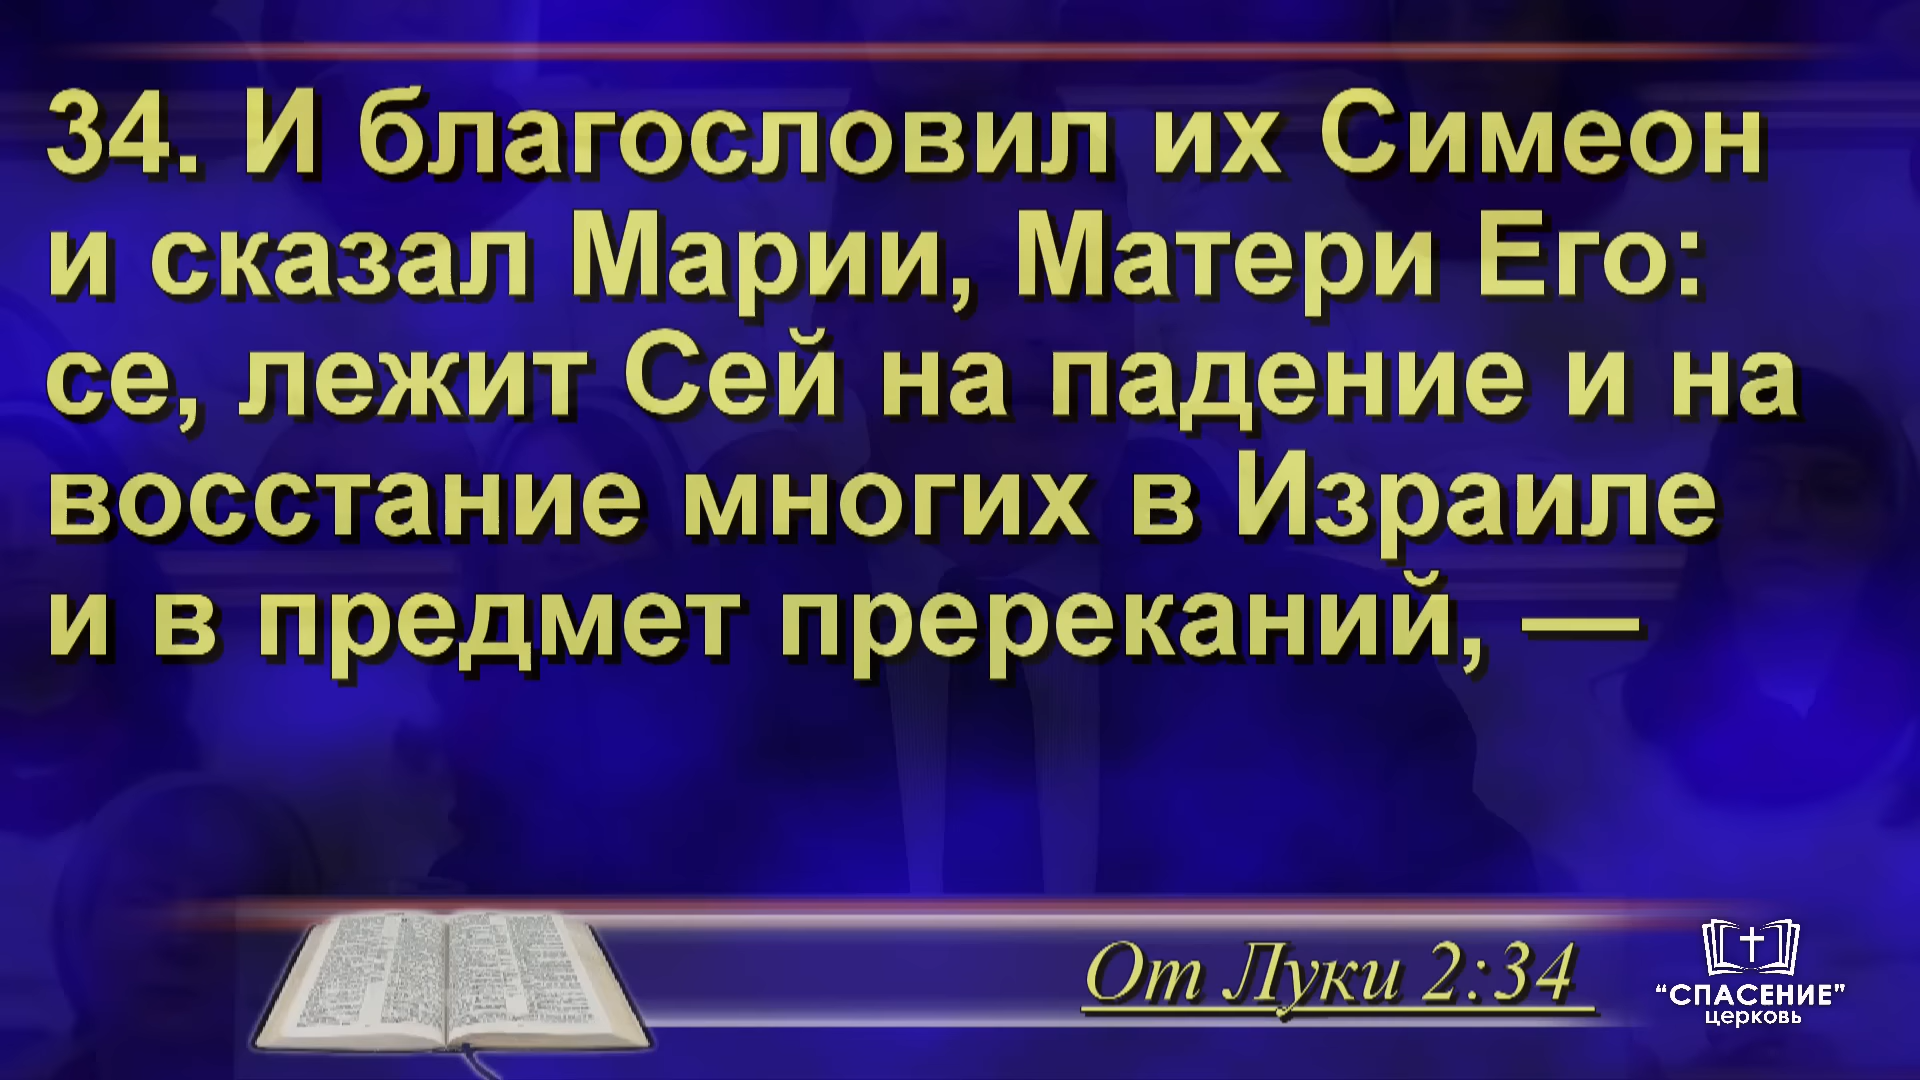 34. И благословил их Симеон
и сказал Марии, Матери Его:
се, лежит Сей на падение и на
восстание многих в Израиле
и в предмет пререканий, —
От Луки 2:34
“СПАСЕНИЕ”
церковь